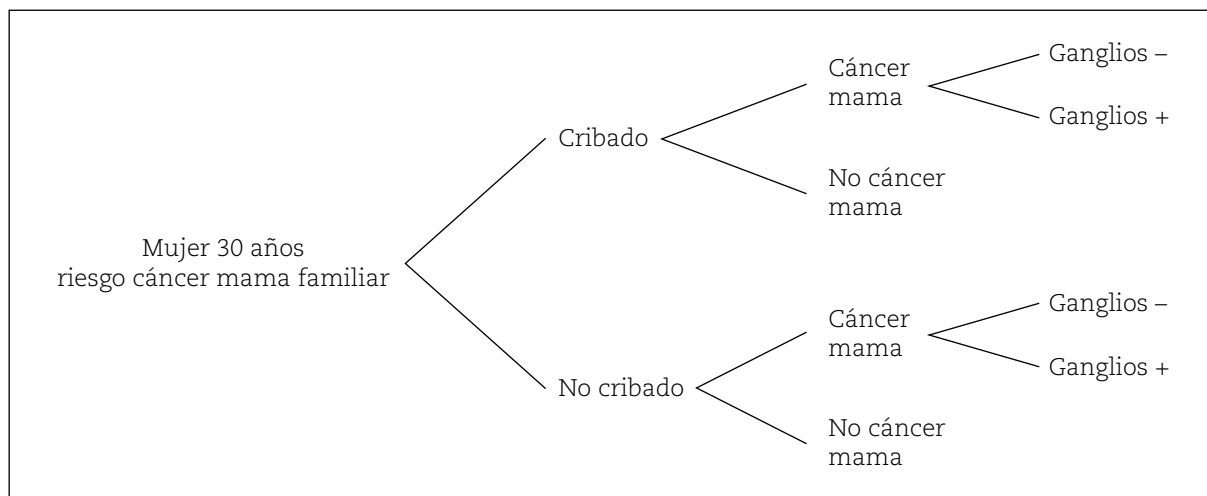 Ganglios –
Cáncer
mama
Ganglios +
Cribado
No cáncer
mama
Mujer 30 años
riesgo cáncer mama familiar
Ganglios –
Cáncer
mama
Ganglios +
No cribado
No cáncer
mama